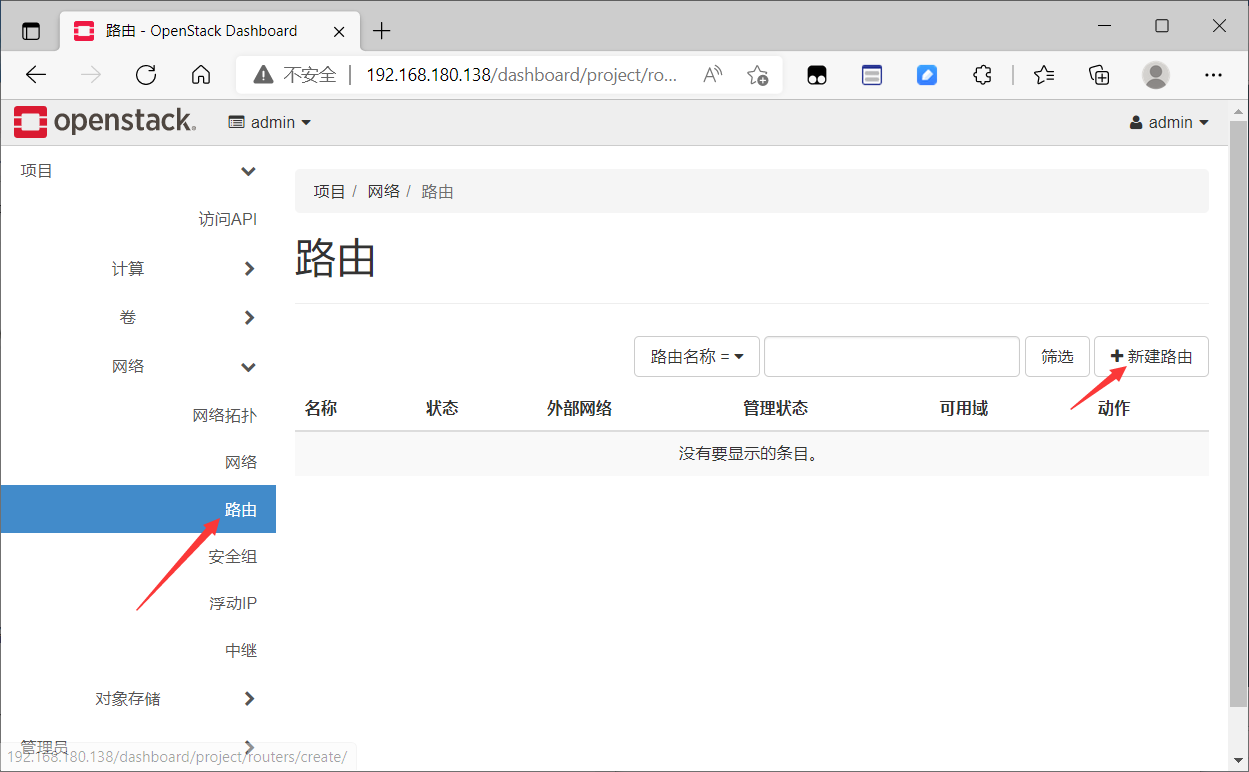 路由 - OpenStack Dashboard
不安全 192.168.180.138/dashboard/project/ro...
openstack. admin admin
项目
访问API
计算
卷
网络
网络拓扑
网络
路由
安全组
浮动IP
中继
对象存储
管理员
项目 / 网络 / 路由
路由
路由名称 = 筛选 新建路由
名称 状态 外部网络 管理状态 可用域 动作
没有要显示的条目。
192.168.180.138/dashboard/project/routers/create/